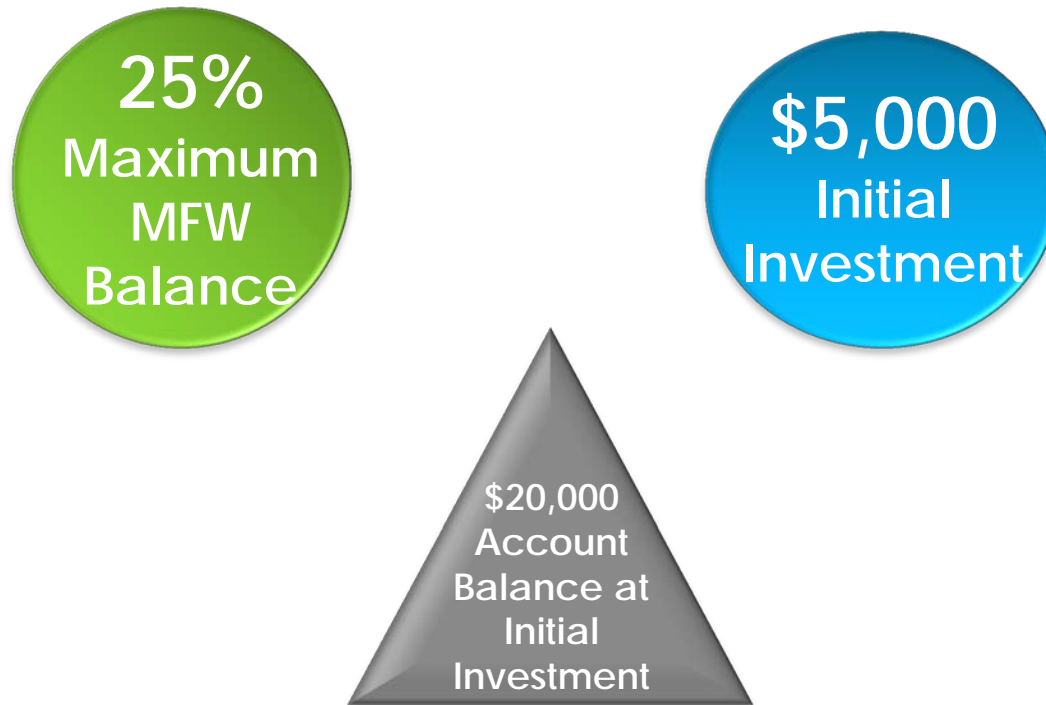 25%
Maximum
MFW
Balance
$5,000
Initial
Investment
$20,000
Account
Balance at
Initial
Investment